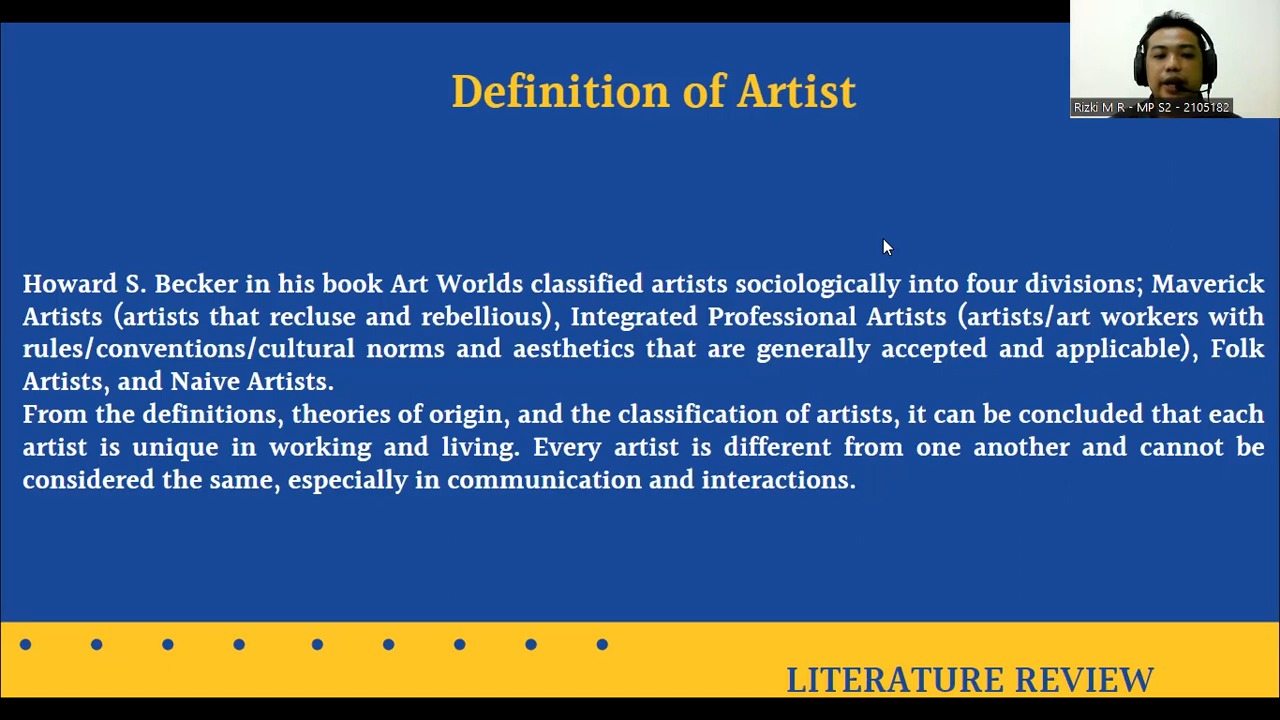 Definition of Artist
Rizki M R - MP S2 - 2105182
Howard S. Becker in his book Art Worlds classified artists sociologically into four divisions; Maverick
Artists (artists that recluse and rebellious), Integrated Professional Artists (artists/art workers with
rules/conventions/cultural norms and aesthetics that are generally accepted and applicable), Folk
Artists, and Naive Artists.
From the definitions, theories of origin, and the classification of artists, it can be concluded that each
artist is unique in working and living. Every artist is different from one another and cannot be
considered the same, especially in communication and interactions.
LITERATURE REVIEW